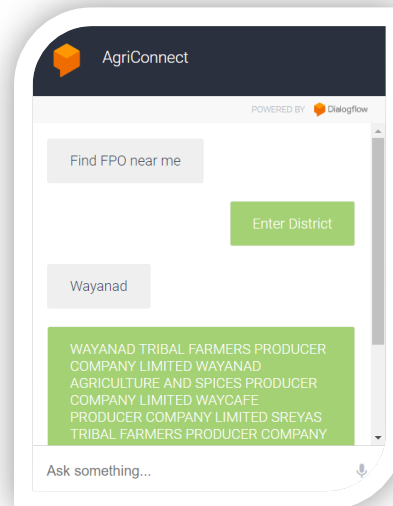 AgriConnect
POWERED BY Dialogflow
Find FPO near me
Enter District
Wayanad
WAYANAD TRIBAL FARMERS PRODUCER
COMPANY LIMITED WAYANAD
AGRICULTURE AND SPICES PRODUCER
COMPANY LIMITED WAYCAFE
PRODUCER COMPANY LIMITED SREYAS
TRIBAL FARMERS PRODUCER COMPANY
Ask something...